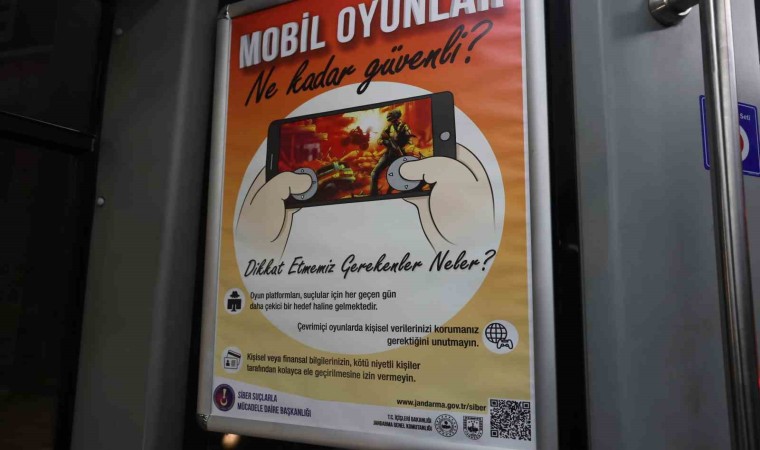 MOBİL OYUNLAR
Ne kadar güvenli?
Dikkat Etmemiz Gerekenler Neler?
Oyun platformları, suçlular için her geçen gün
daha çekici bir hedef haline gelmektedir.
Çevrimiçi oyunlarda kişisel verilerinizi korumanız
gerektiğini unutmayın.
Kişisel veya finansal bilgilerinizin, kötü niyetli kişiler
tarafından kolayca ele geçirilmesine izin vermeyin.
SİBER SUÇLARLA
MÜCADELE DAİRE BAŞKANLIĞI
www.jandarma.gov.tr/siber
T.C. İÇİŞLERİ BAKANLIĞI
JANDARMA GENEL KOMUTANLIĞI
Seti